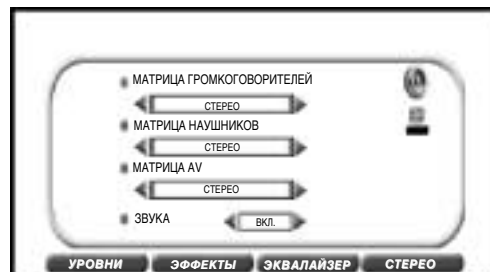 МАТРИЦА ГРОМКОГОВОРИТЕЛЕЙ
СТЕРЕО
МАТРИЦА НАУШНИКОВ
СТЕРЕО
МАТРИЦА AV
СТЕРЕО
ЗВУКА ВКЛ.
УРОВНИ ЭФФЕКТЫ ЭКВАЛАЙЗЕР СТЕРЕО